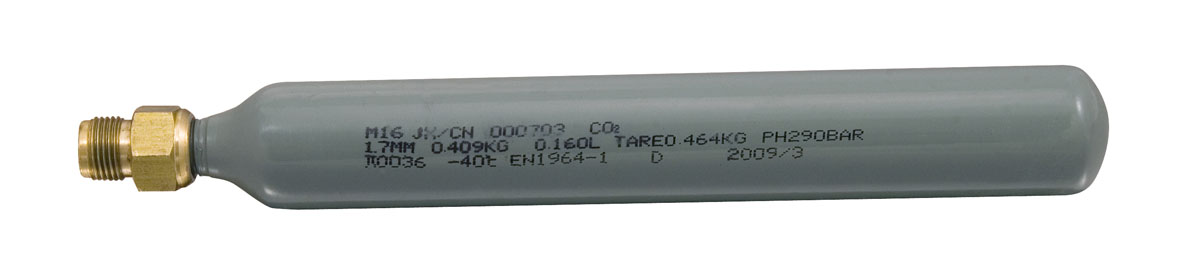 M16 JX/CN 000703 CO₂
1.7MM 0.409KG 0.160L TARE0.464KG PH290BAR
π0036 -40℃ EN1964-1 D 2009/3